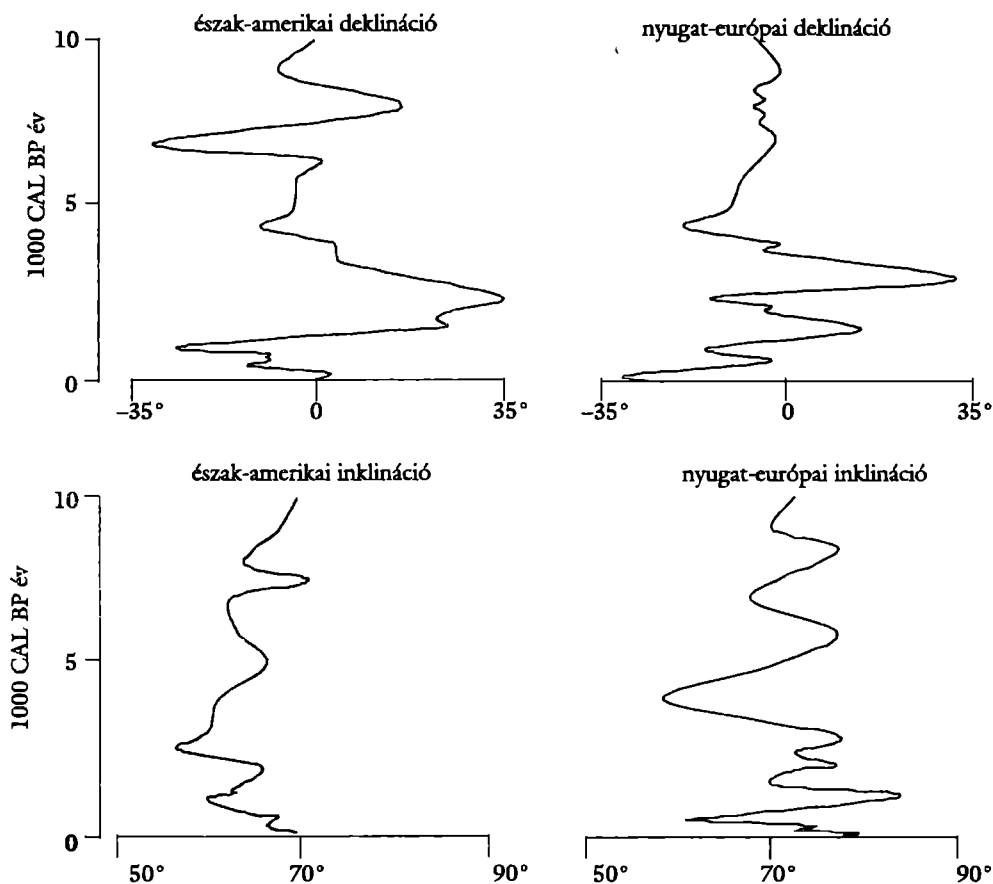 észak-amerikai deklináció
nyugat-európai deklináció
1000 CAL BP év
10
5
0
–35° 0 35°
–35° 0 35°
észak-amerikai inklináció
nyugat-európai inklináció
1000 CAL BP év
10
5
0
50° 70° 90°
50° 70° 90°